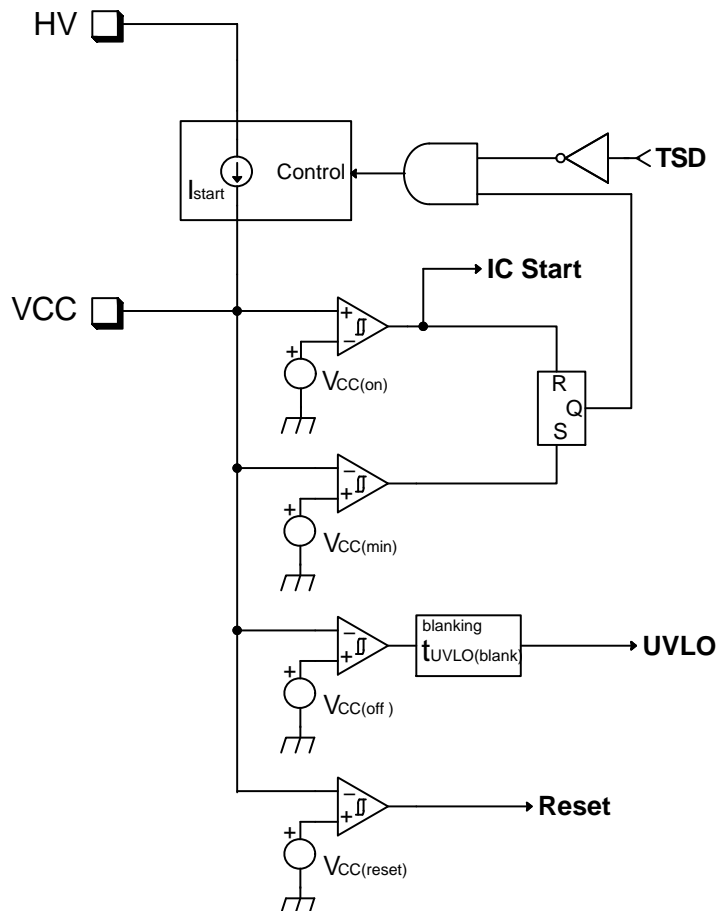 HV
Control
Istart
TSD
IC Start
VCC
+
−
+
VCC(on)
R
Q
S
−
+
+
VCC(min)
blanking
tUVLO(blank)
UVLO
−
+
+
VCC(off )
Reset
−
+
+
VCC(reset)